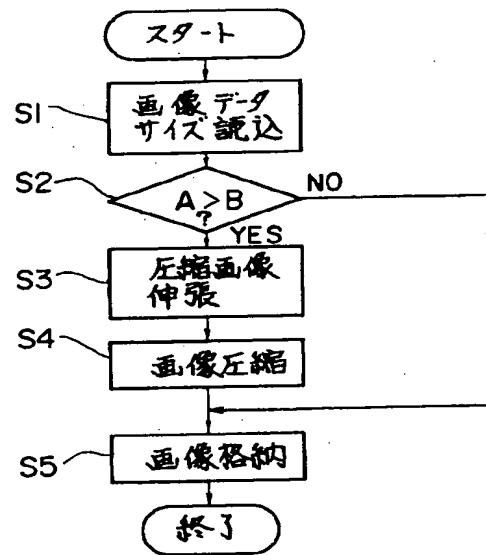 スタート
S1
画像データ
サイズ読込
S2
A>B
?
NO
YES
S3
圧縮画像
伸張
S4
画像圧縮
S5
画像格納
終了